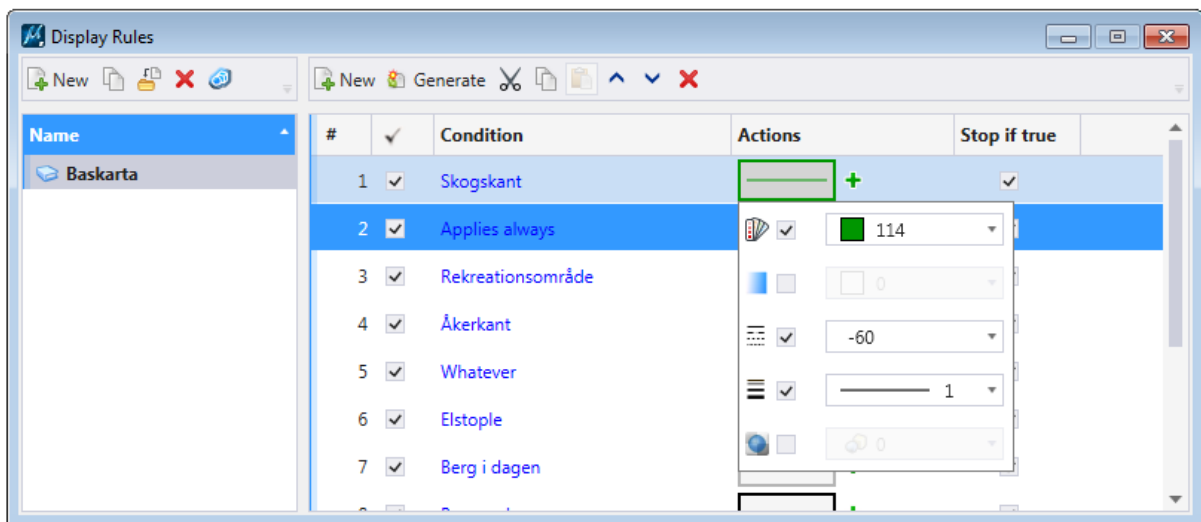 Display Rules
New
New Generate
Name
# Condition Actions Stop if true
Baskarta
1 Skogskant
2 Applies always
114
3 Rekreationsområde
0
4 Åkerkant
-60
5 Whatever
1
6 Elstople
0
7 Berg i dagen